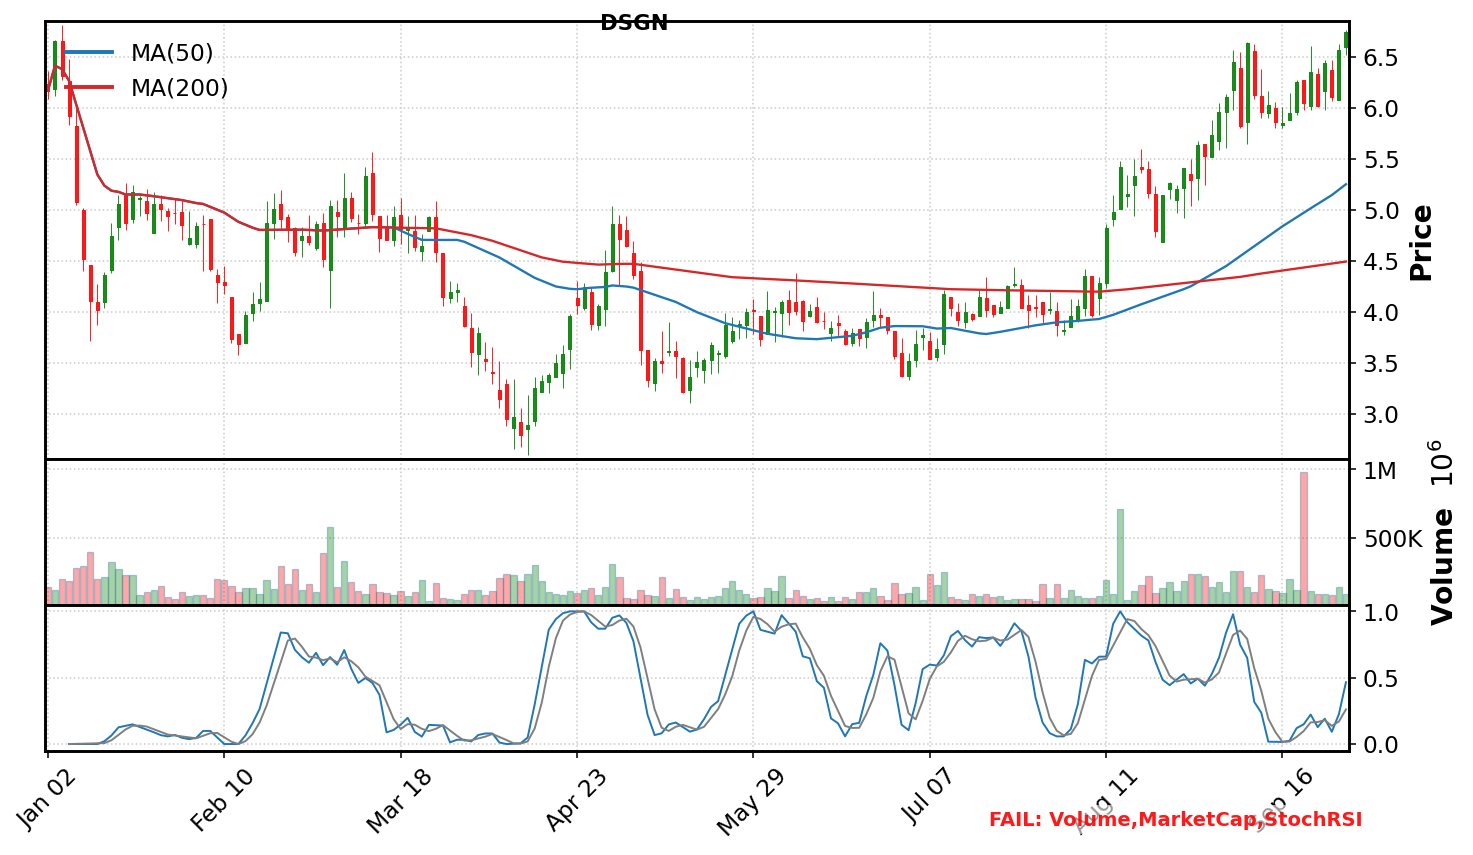 DSGN
MA(50)
MA(200)
6.5
6.0
5.5
5.0
4.5
4.0
3.5
3.0
Price
1M
500K
Volume 10^6
1.0
0.5
0.0
Jan 02
Feb 10
Mar 18
Apr 23
May 29
Jul 07
Aug 11
Sep 16
FAIL: Volume,MarketCap,StochRSI